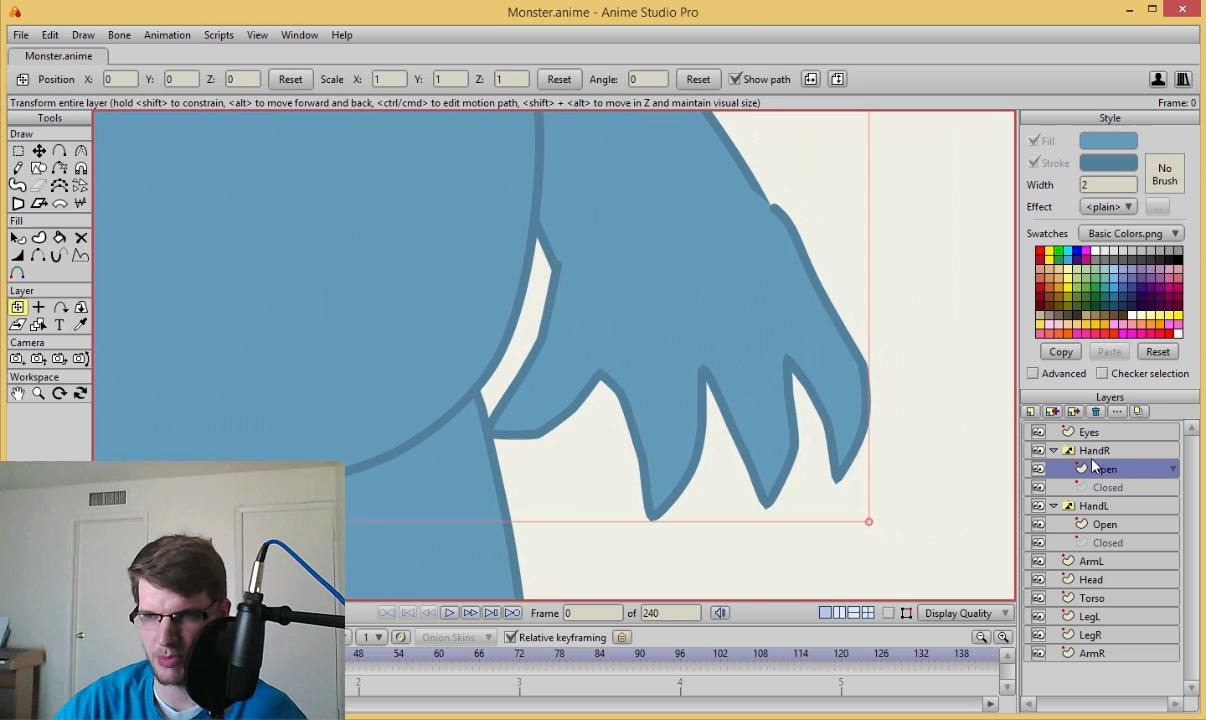 Monster.anime - Anime Studio Pro
File Edit Draw Bone Animation Scripts View Window Help
Monster.anime
Position X: 0 Y: 0 Z: 0 Reset Scale X: 1 Y: 1 Z: 1 Reset Angle: 0 Reset Show path
Transform entire layer (hold <shift> to constrain, <alt> to move forward and back, <ctrl/cmd> to edit motion path, <shift> + <alt> to move in Z and maintain visual size) Frame: 0
Tools
Draw
Fill
Layer
Camera
Workspace
Style
Fill
Stroke
No
Brush
Width 2
Effect <plain> ...
Swatches Basic Colors.png
Copy Paste Reset
Advanced Checker selection
Layers
Eyes
HandR
Closed
HandL
Open
Closed
ArmL
Head
Torso
LegL
LegR
ArmR
Frame 0 of 240 Display Quality
1 Onion Skins Relative keyframing
48 54 60 66 72 78 84 90 96 102 108 114 120 126 132 138
2 3 4 5